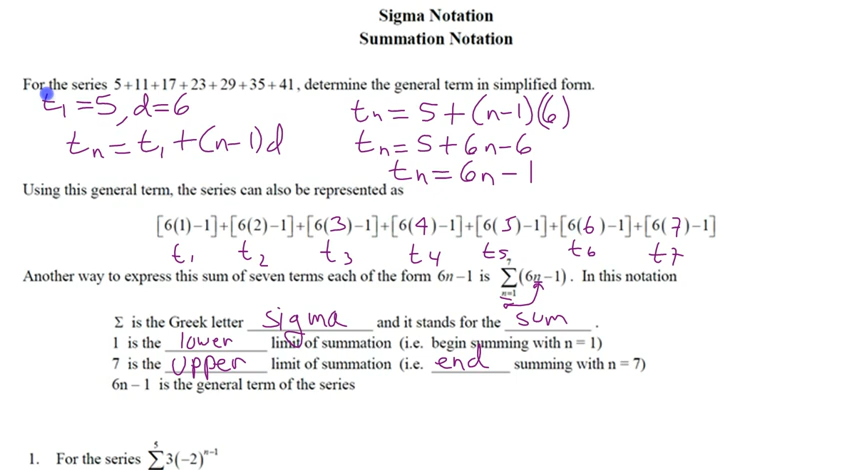 Sigma Notation
Summation Notation
For the series 5+11+17+23+29+35+41, determine the general term in simplified form.
t₁ = 5, d = 6
tₙ = 5 + (n-1)(6)
tₙ = t₁ + (n-1)d
tₙ = 5 + 6n - 6
tₙ = 6n - 1
Using this general term, the series can also be represented as
[6(1)-1]+[6(2)-1]+[6(3)-1]+[6(4)-1]+[6(5)-1]+[6(6)-1]+[6(7)-1]
t₁ t₂ t₃ t₄ t₅ t₆ t₇
Another way to express this sum of seven terms each of the form 6n-1 is ∑ₙ₌₁⁷(6n-1). In this notation
Σ is the Greek letter sigma and it stands for the sum.
1 is the lower limit of summation (i.e. begin summing with n = 1)
7 is the upper limit of summation (i.e. end summing with n = 7)
6n - 1 is the general term of the series
1. For the series ∑⁵3(-2)ⁿ⁻¹